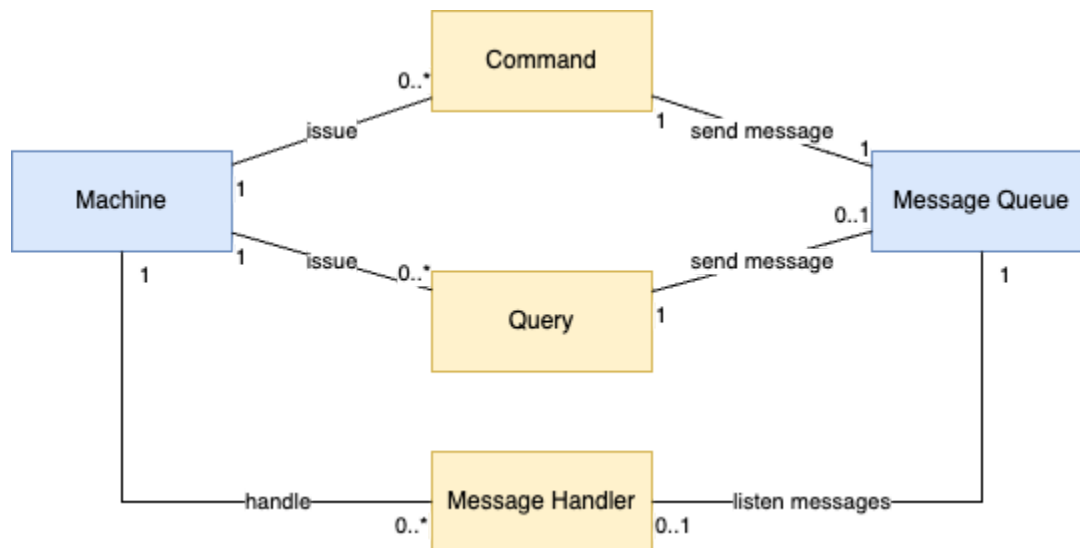 Command
0..*
1
issue
send message
1
Machine
1
Message Queue
0..1
1
issue
send message
0..*
1
1
Query
1
handle
Message Handler
listen messages
0..*
0..1